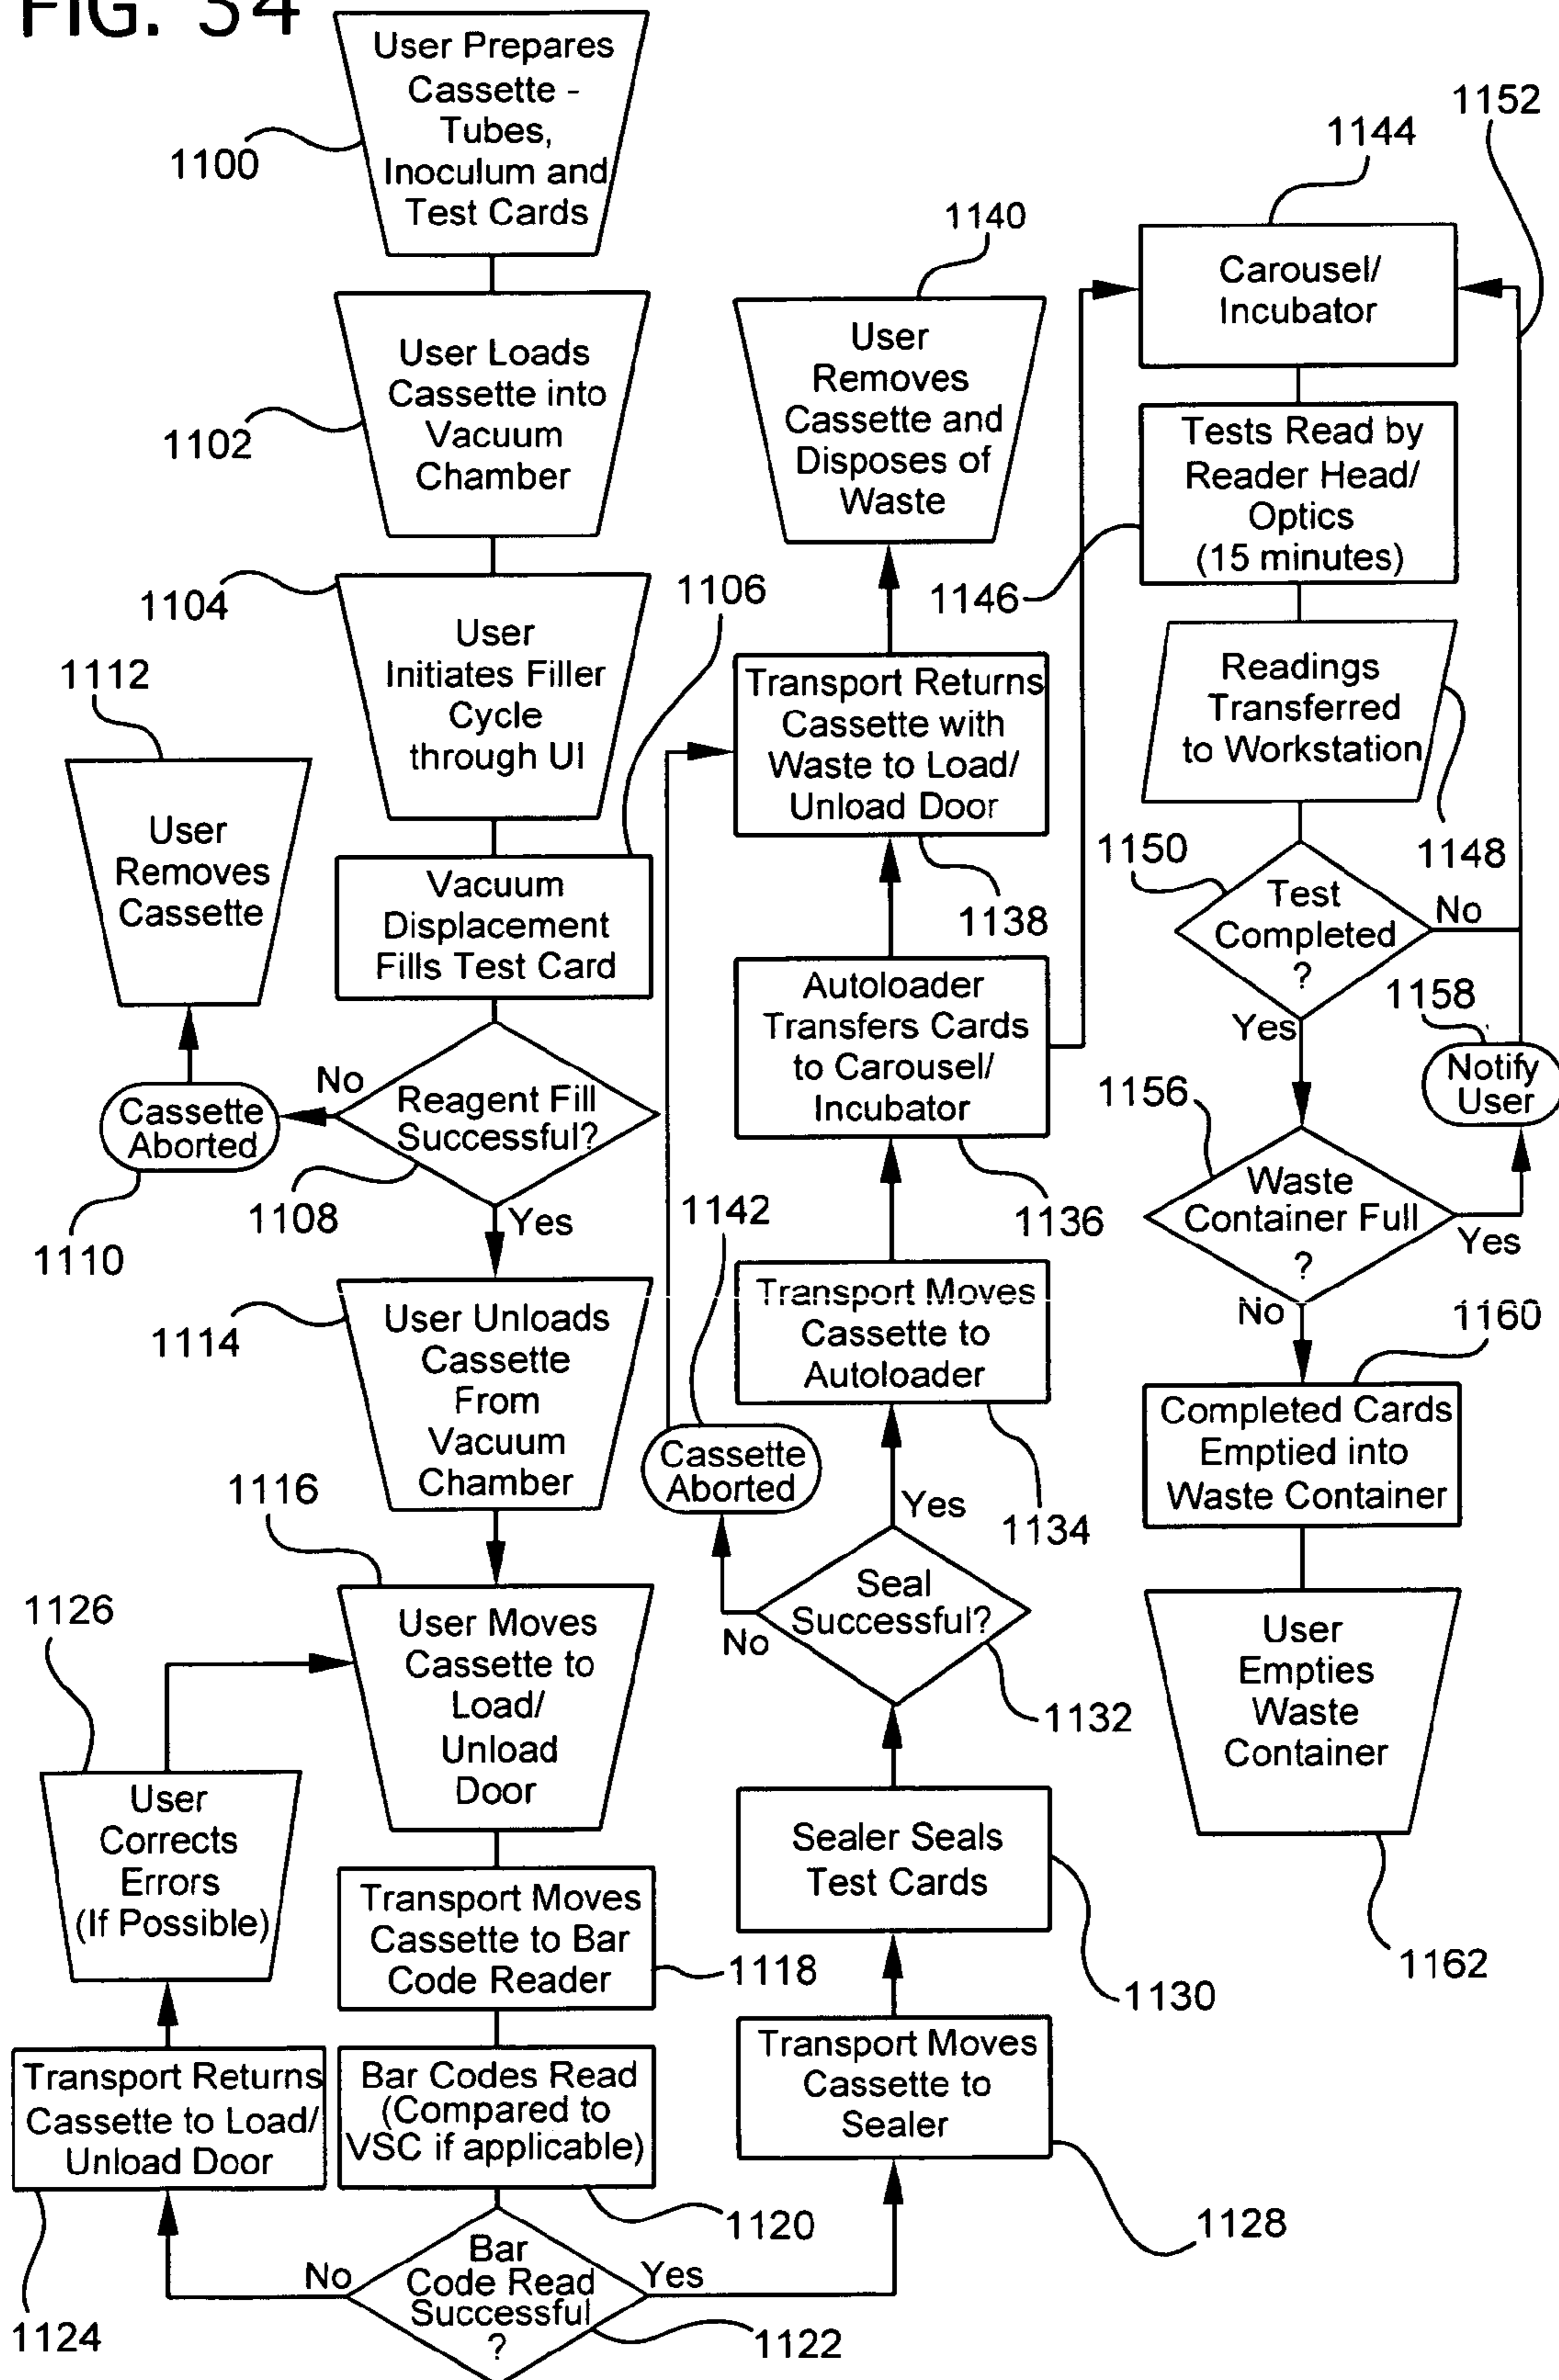 FIG. 34
User Prepares
Cassette -
Tubes,
Inoculum and
Test Cards
1100
User Loads
Cassette into
Vacuum
Chamber
1102
1104
User
Initiates Filler
Cycle
through UI
1106
1112
User
Removes
Cassette
Vacuum
Displacement
Fills Test Card
No
Cassette
Aborted
1110
Reagent Fill
Successful?
1108
Yes
1114
User Unloads
Cassette
From
Vacuum
Chamber
1116
User Moves
Cassette to
Load/
Unload
Door
1126
User
Corrects
Errors
(If Possible)
Transport Moves
Cassette to Bar
Code Reader
1118
Transport Returns
Cassette to Load/
Unload Door
1124
Bar Codes Read
(Compared to
VSC if applicable)
1120
No
Bar
Code Read
Successful
?
Yes
1122
1140
User
Removes
Cassette and
Disposes of
Waste
Transport Returns
Cassette with
Waste to Load/
Unload Door
1138
Autoloader
Transfers Cards
to Carousel/
Incubator
1136
1142
Transport Moves
Cassette to
Autoloader
1134
Cassette
Aborted
Yes
No
Seal
Successful?
1132
Sealer Seals
Test Cards
1130
Transport Moves
Cassette to
Sealer
1128
1152
1144
Carousel/
Incubator
Tests Read by
Reader Head/
Optics
(15 minutes)
1146
Readings
Transferred
to Workstation
1148
1150
Test
Completed
?
No
Yes
1158
Notify
User
1156
Waste
Container Full
?
Yes
No
1160
Completed Cards
Emptied into
Waste Container
User
Empties
Waste
Container
1162